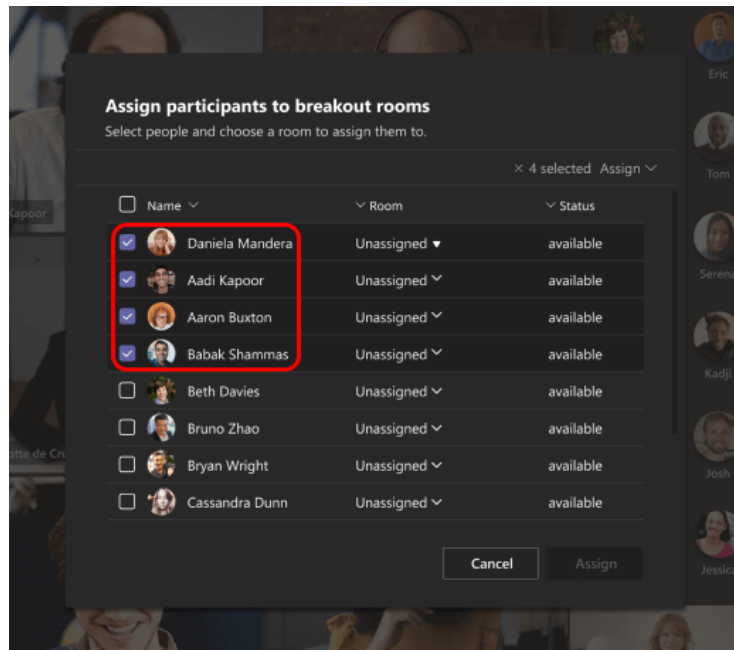 Eric
Assign participants to breakout rooms
Select people and choose a room to assign them to.
× 4 selected Assign
Tom
Name Room Status
Kapoor
Daniela Mandera Unassigned available
Aadi Kapoor Unassigned available
Serena
Aaron Buxton Unassigned available
Babak Shammas Unassigned available
Kadji
Beth Davies Unassigned available
Bruno Zhao Unassigned available
otte de Cru
Bryan Wright Unassigned available
Josh
Cassandra Dunn Unassigned available
Cancel Assign
Jessica